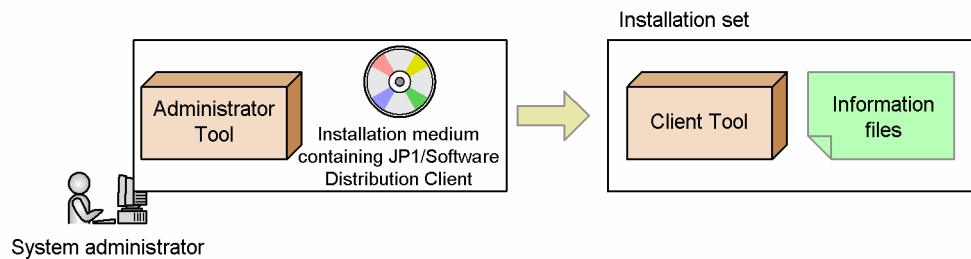 Installation set
Administrator
Tool
Installation medium
containing JP1/Software
Distribution Client
Client Tool
Information
files
System administrator